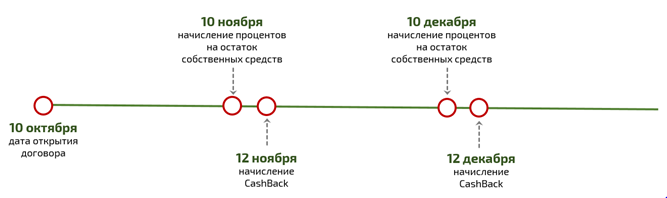 10 ноября
начисление процентов
на остаток
собственных средств
10 декабря
начисление процентов
на остаток
собственных средств
10 октября
дата открытия
договора
12 ноября
начисление
CashBack
12 декабря
начисление
CashBack